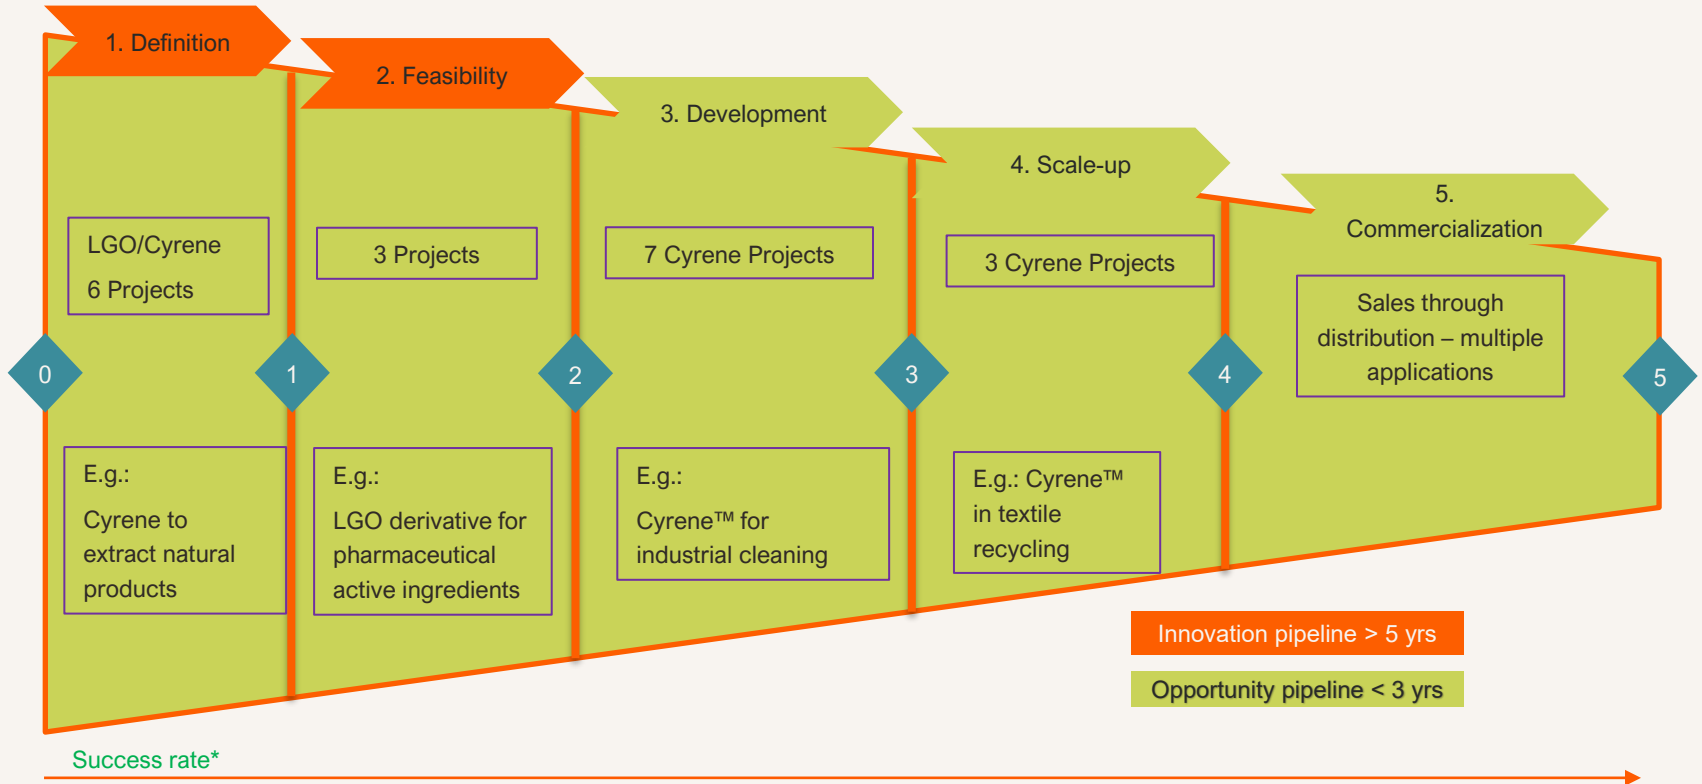 1. Definition
2. Feasibility
3. Development
4. Scale-up
5.
Commercialization
LGO/Cyrene
6 Projects
3 Projects
7 Cyrene Projects
3 Cyrene Projects
Sales through
distribution – multiple
applications
0
1
2
3
4
5
E.g.:
Cyrene to
extract natural
products
E.g.:
LGO derivative for
pharmaceutical
active ingredients
E.g.:
Cyrene™ for
industrial cleaning
E.g.: Cyrene™
in textile
recycling
Innovation pipeline > 5 yrs
Opportunity pipeline < 3 yrs
Success rate*